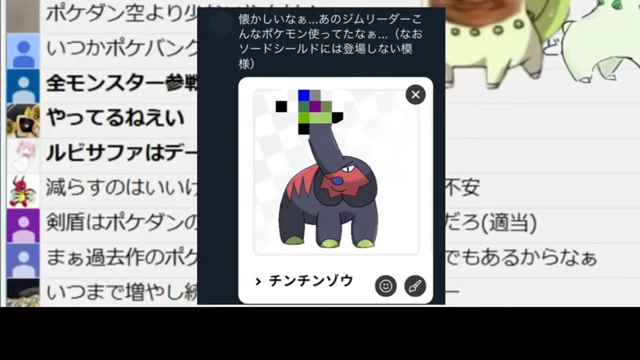 ポケダン空より少
いつかポケバンク
全モンスター参戦
やってるねえい
ルビサファはデー
減らすのはいいけ
不安
剣盾はポケダンの
だろ(適当)
まぁ過去作のポケ
でもあるからなぁ
いつまで増やし続
懐かしいなぁ...あのジムリーダーこ
んなポケモン使ってたなぁ...（なお
ソードシールドには登場しない模
様）
チンチンゾウ